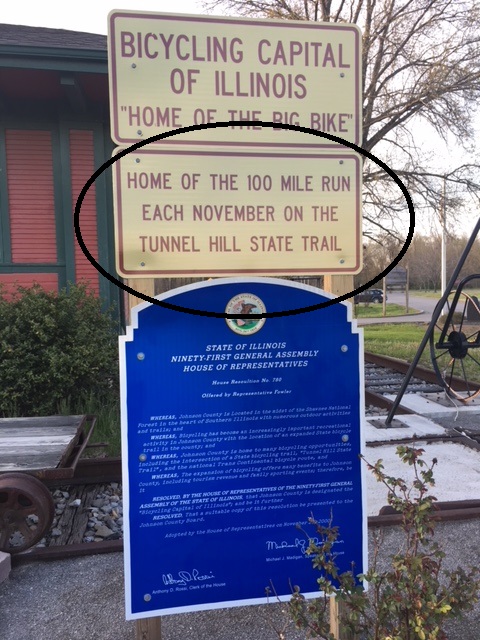 BICYCLING CAPITAL
OF ILLINOIS
"HOME OF THE BIG BIKE"
HOME OF THE 100 MILE RUN
EACH NOVEMBER ON THE
TUNNEL HILL STATE TRAIL
STATE OF ILLINOIS
NINETY-FIRST GENERAL ASSEMBLY
HOUSE OF REPRESENTATIVES
House Resolution No. 780
Offered by Representative Fowler
WHEREAS, Johnson County is Located in the midst of the Shawnee National
Forest in the heart of Southern Illinois with numerous outdoor activities
and trails; and
WHEREAS, Bicycling has become an increasingly important recreational
activity in Johnson County with the location of an expanded state bicycle
trail in the county; and
WHEREAS, Johnson County is home to many bicycling opportunities,
including the intersection of a State bicycling trail, "Tunnel Hill State
Trail", and the national Trans Continental bicycle route, and
WHEREAS, The expansion of bicycling offers many benefits to Johnson
County, including tourism revenue and family sporting events; therefore, be
it
RESOLVED, BY THE HOUSE OF REPRESENTATIVES OF THE NINETY-FIRST GENERAL
ASSEMBLY OF THE STATE OF ILLINOIS, that Johnson County is designated the
"Bicycling Capital of Illinois"; and be it further
RESOLVED, That a suitable copy of this resolution be presented to the
Johnson County Board.
Adopted by the House of Representatives on November 2000
Anthony D. Rossi, Clerk of the House
Michael J. Madigan, House